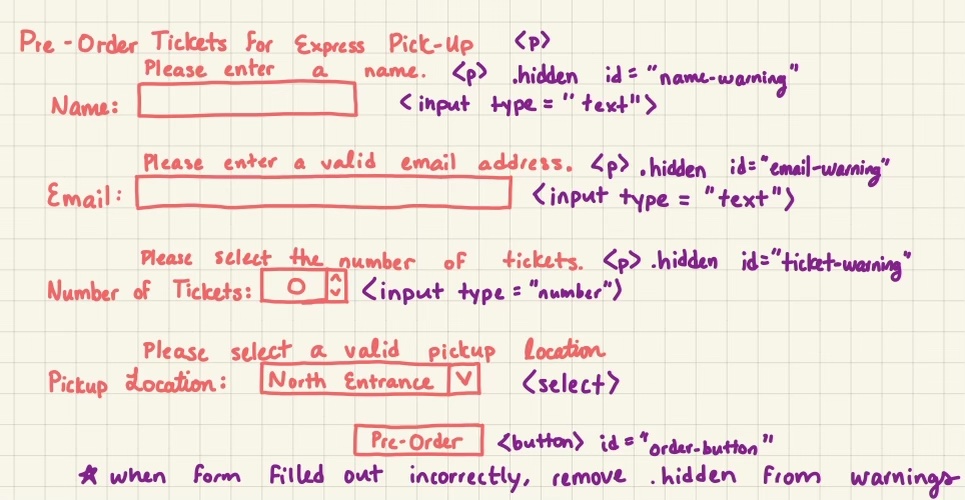 Pre-Order Tickets for Express Pick-Up <p>
Please enter a name. <p> .hidden id = "name-warning"
Name: <input type = "text">
Please enter a valid email address. <p> .hidden id="email-warning"
Email: <input type = "text">
Please select the number of tickets. <p> .hidden id="ticket-warning"
Number of Tickets: 0 <input type = "number">
Please select a valid pickup location
Pickup Location: North Entrance V <select>
Pre-Order <button> id = "order-button"
☆ when form filled out incorrectly, remove .hidden from warnings